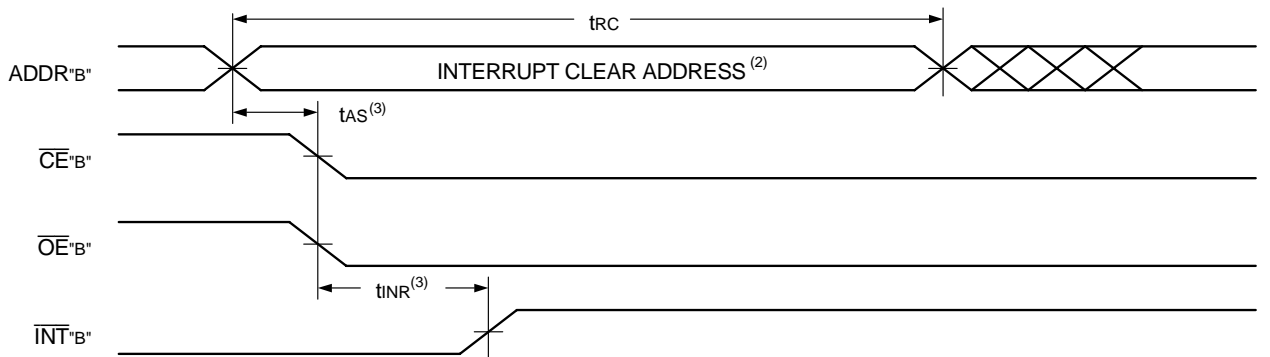 tRC
ADDR"B"
INTERRUPT CLEAR ADDRESS (2)
tAS(3)
CE"B"
OE"B"
tINR(3)
INT"B"